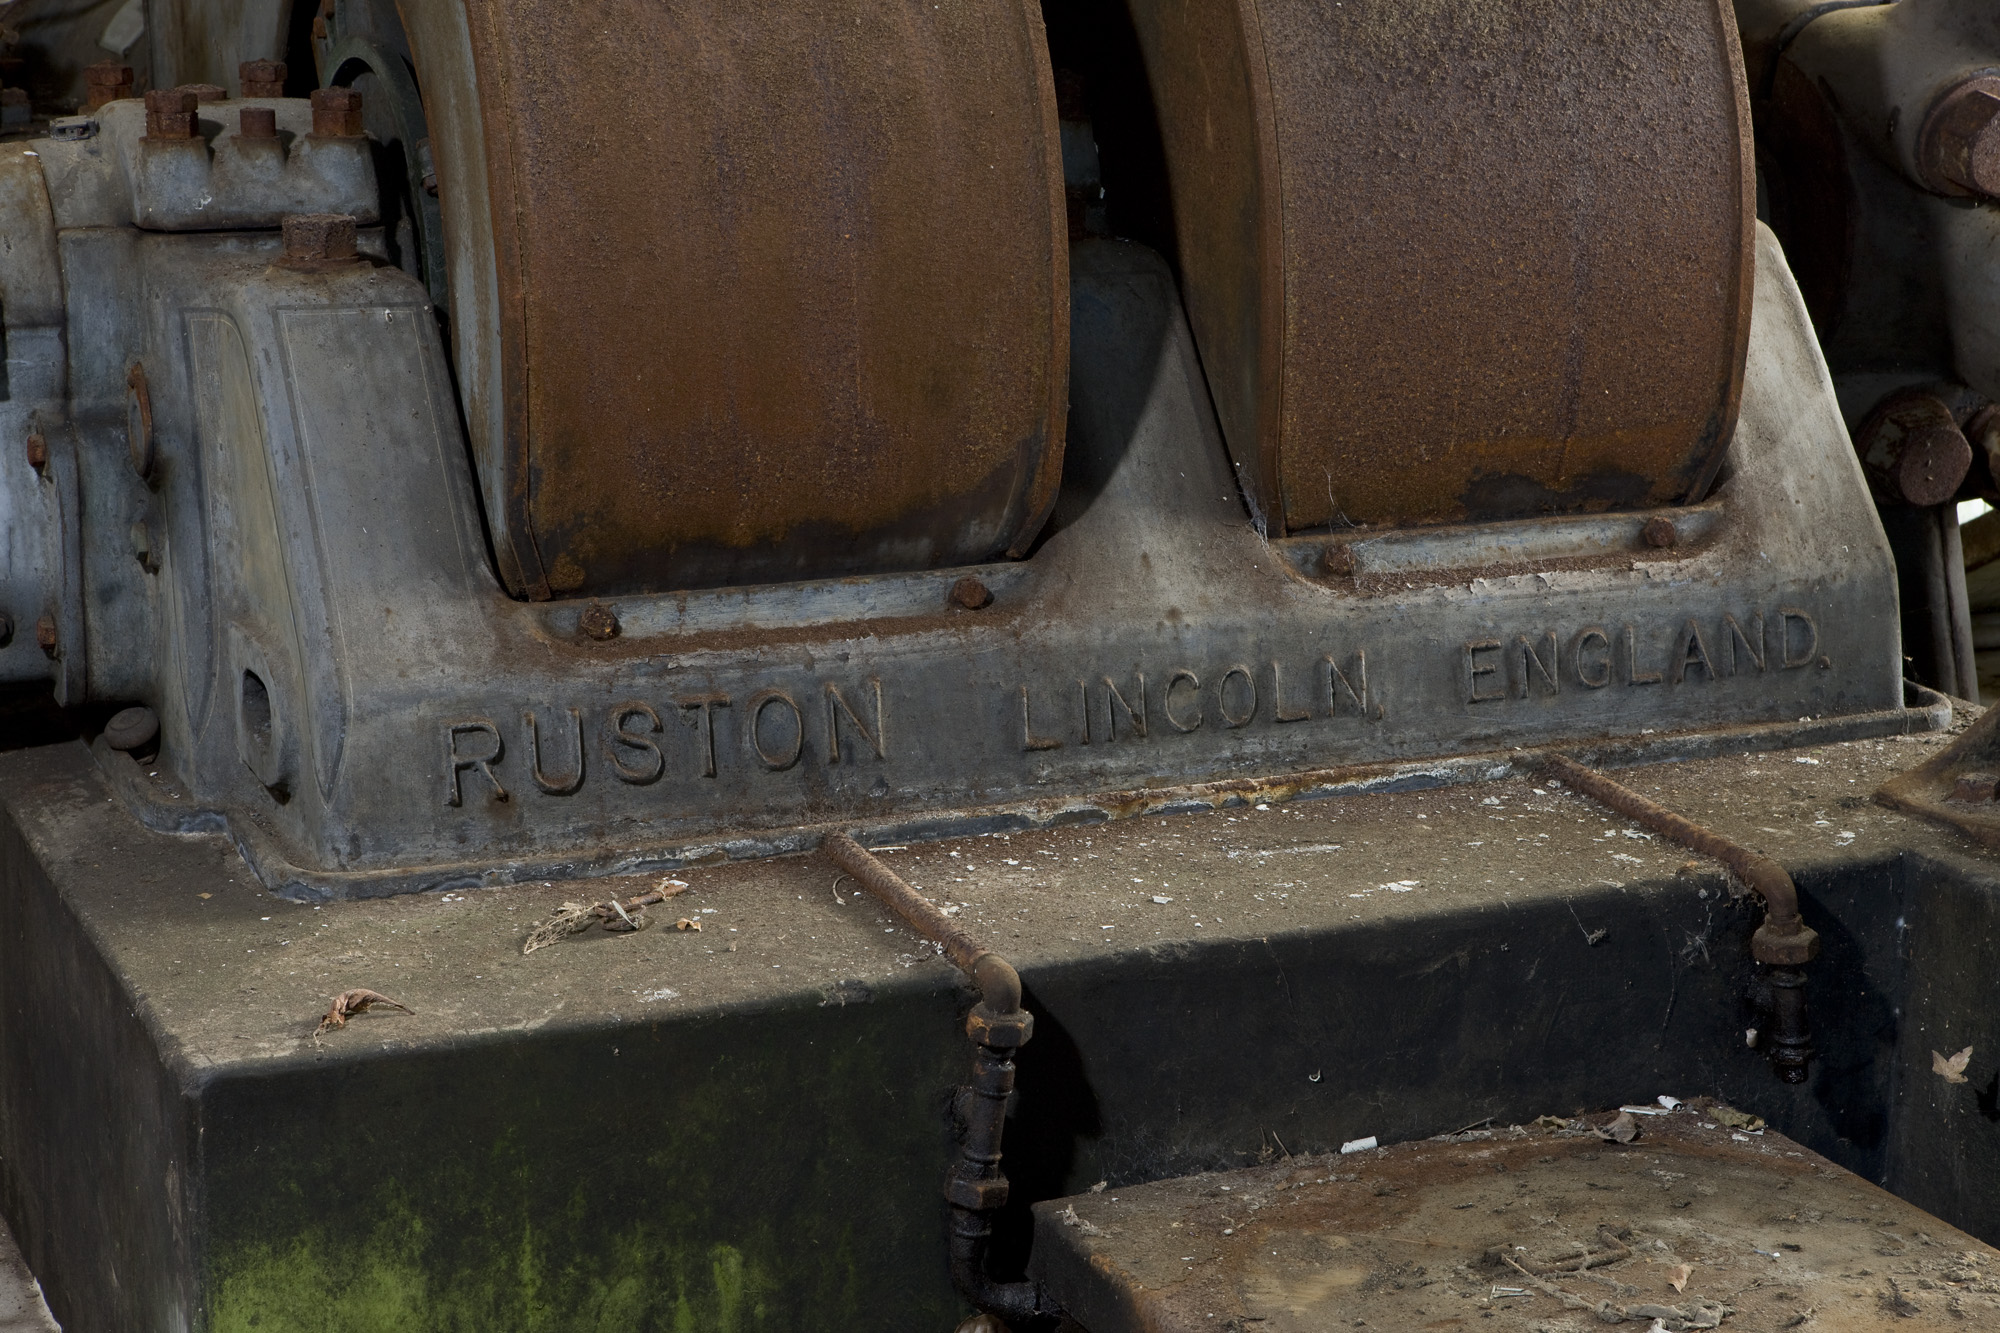 RUSTON LINCOLN, ENGLAND.